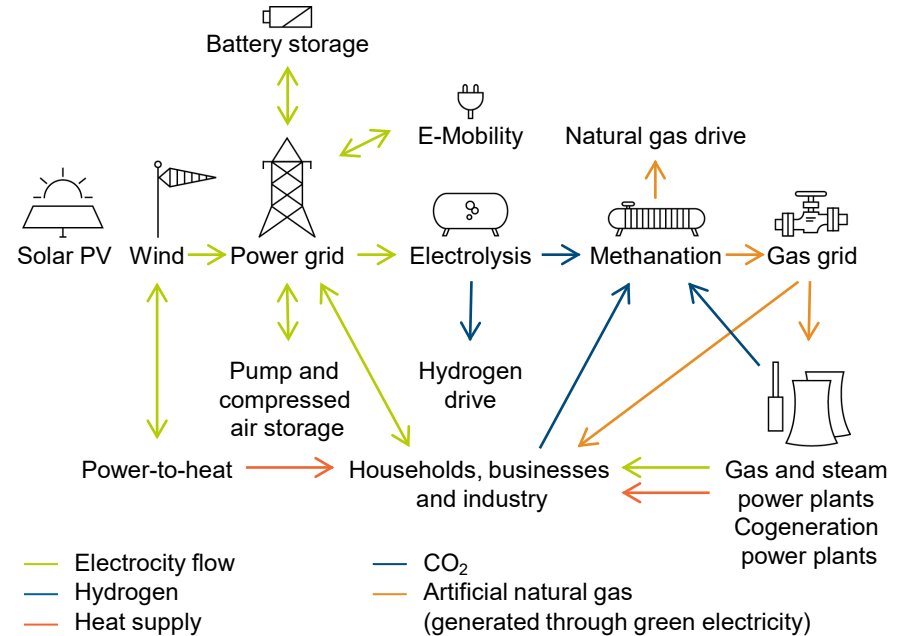 Battery storage
E-Mobility
Natural gas drive
Solar PV
Wind
Power grid
Electrolysis
Methanation
Gas grid
Pump and
compressed
air storage
Hydrogen
drive
Power-to-heat
Households, businesses
and industry
Gas and steam
power plants
Cogeneration
power plants
Electrocity flow
Hydrogen
Heat supply
CO₂
Artificial natural gas
(generated through green electricity)